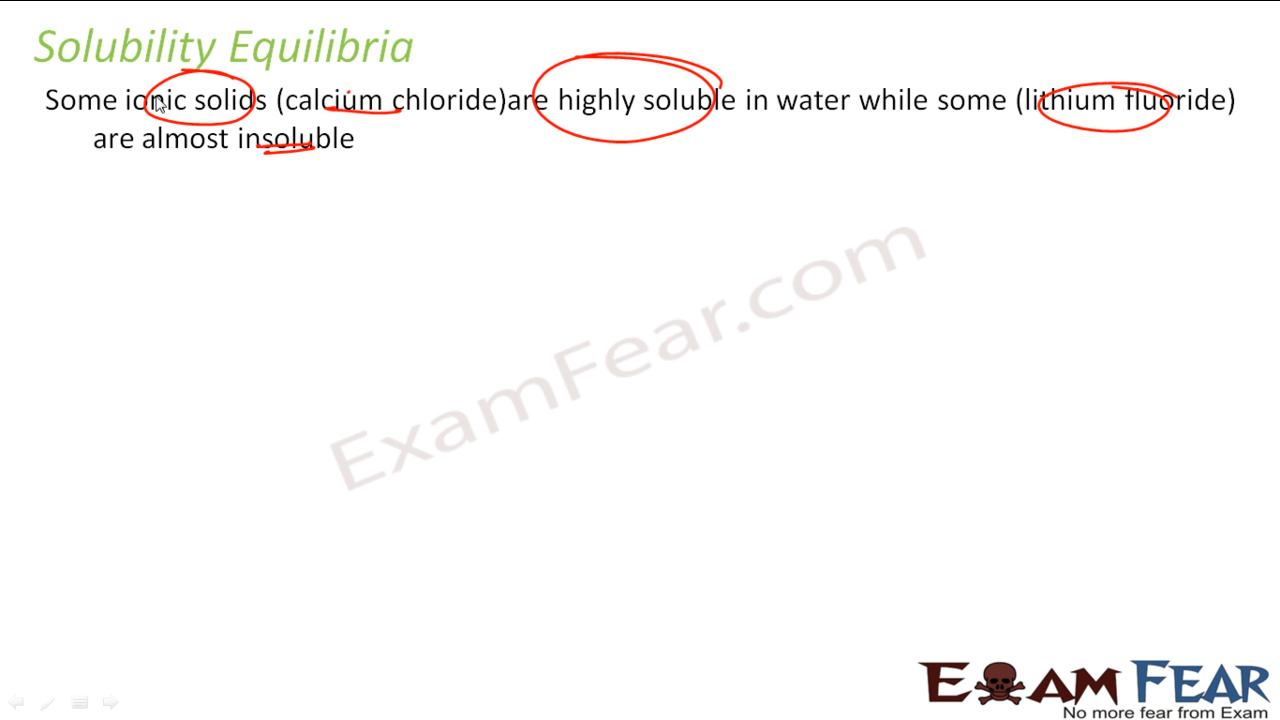 Solubility Equilibria
Some ionic solids (calcium chloride)are highly soluble in water while some (lithium fluoride)
are almost insoluble
ExamFear.com
EXAM FEAR
No more fear from Exam